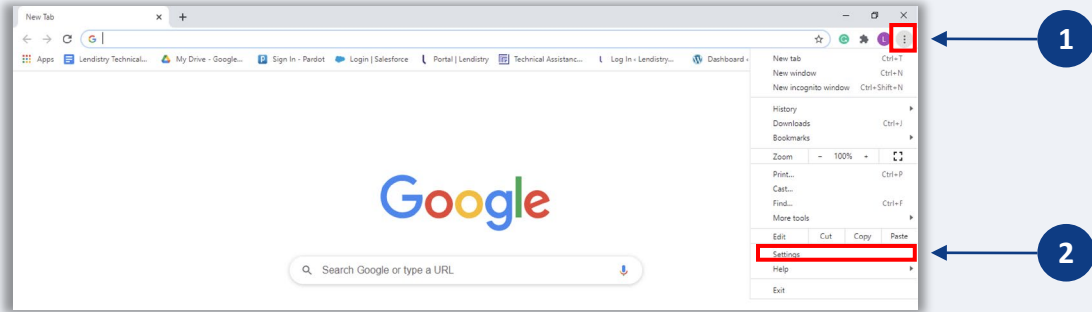 New Tab
1
Apps Lendistry Technical... My Drive - Google... Sign In - Pardot Login | Salesforce Portal | Lendistry Technical Assistanc... Log In ‹ Lendistry... Dashboard ‹
New tab Ctrl+T
New window Ctrl+N
New incognito window Ctrl+Shift+N
History
Downloads Ctrl+J
Bookmarks
Zoom - 100% +
Print... Ctrl+P
Cast...
Find... Ctrl+F
More tools
Edit Cut Copy Paste
Settings
Help
Exit
2
Google
Search Google or type a URL